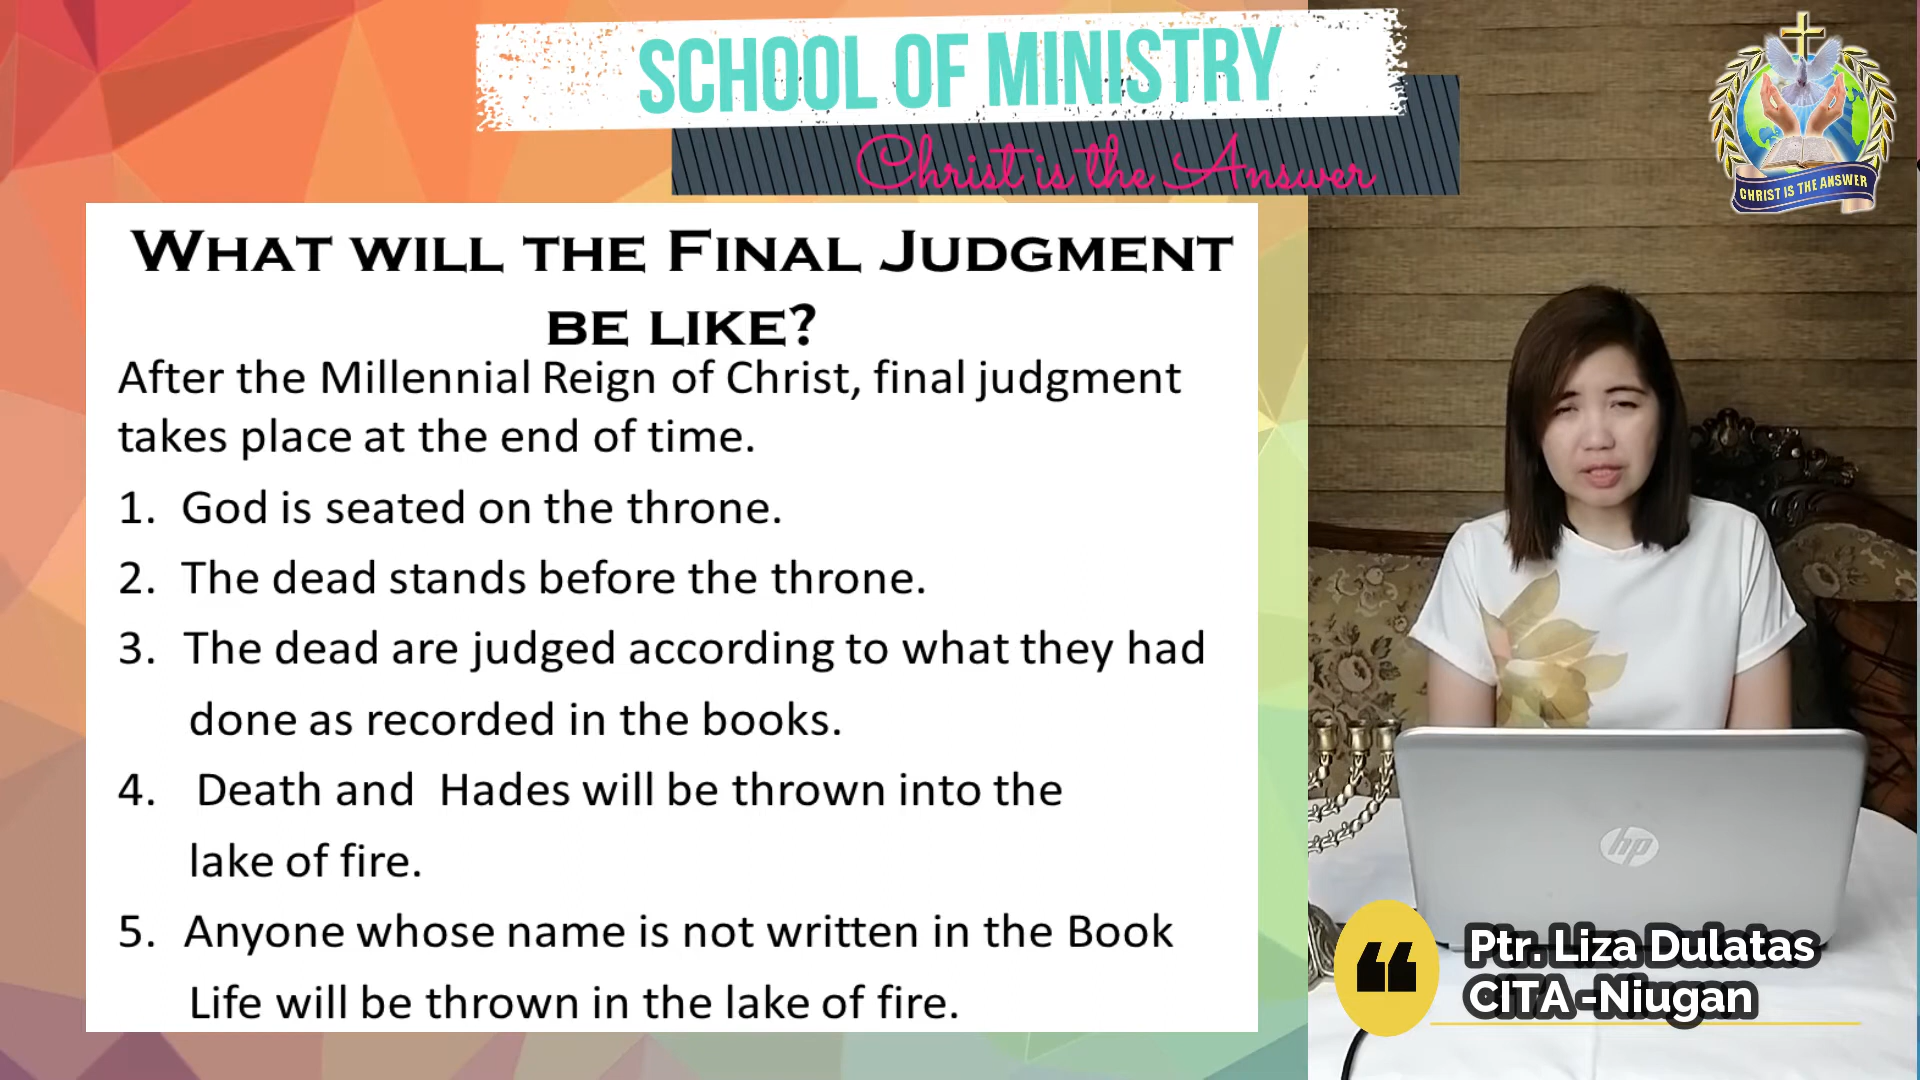 SCHOOL OF MINISTRY
Christ is the Answer
CHRIST IS THE ANSWER
WHAT WILL THE FINAL JUDGMENT
BE LIKE?
After the Millennial Reign of Christ, final judgment
takes place at the end of time.
1. God is seated on the throne.
2. The dead stands before the throne.
3. The dead are judged according to what they had
done as recorded in the books.
4. Death and Hades will be thrown into the
lake of fire.
5. Anyone whose name is not written in the Book
Life will be thrown in the lake of fire.
hp
Ptr. Liza Dulatas
CITA -Niugan